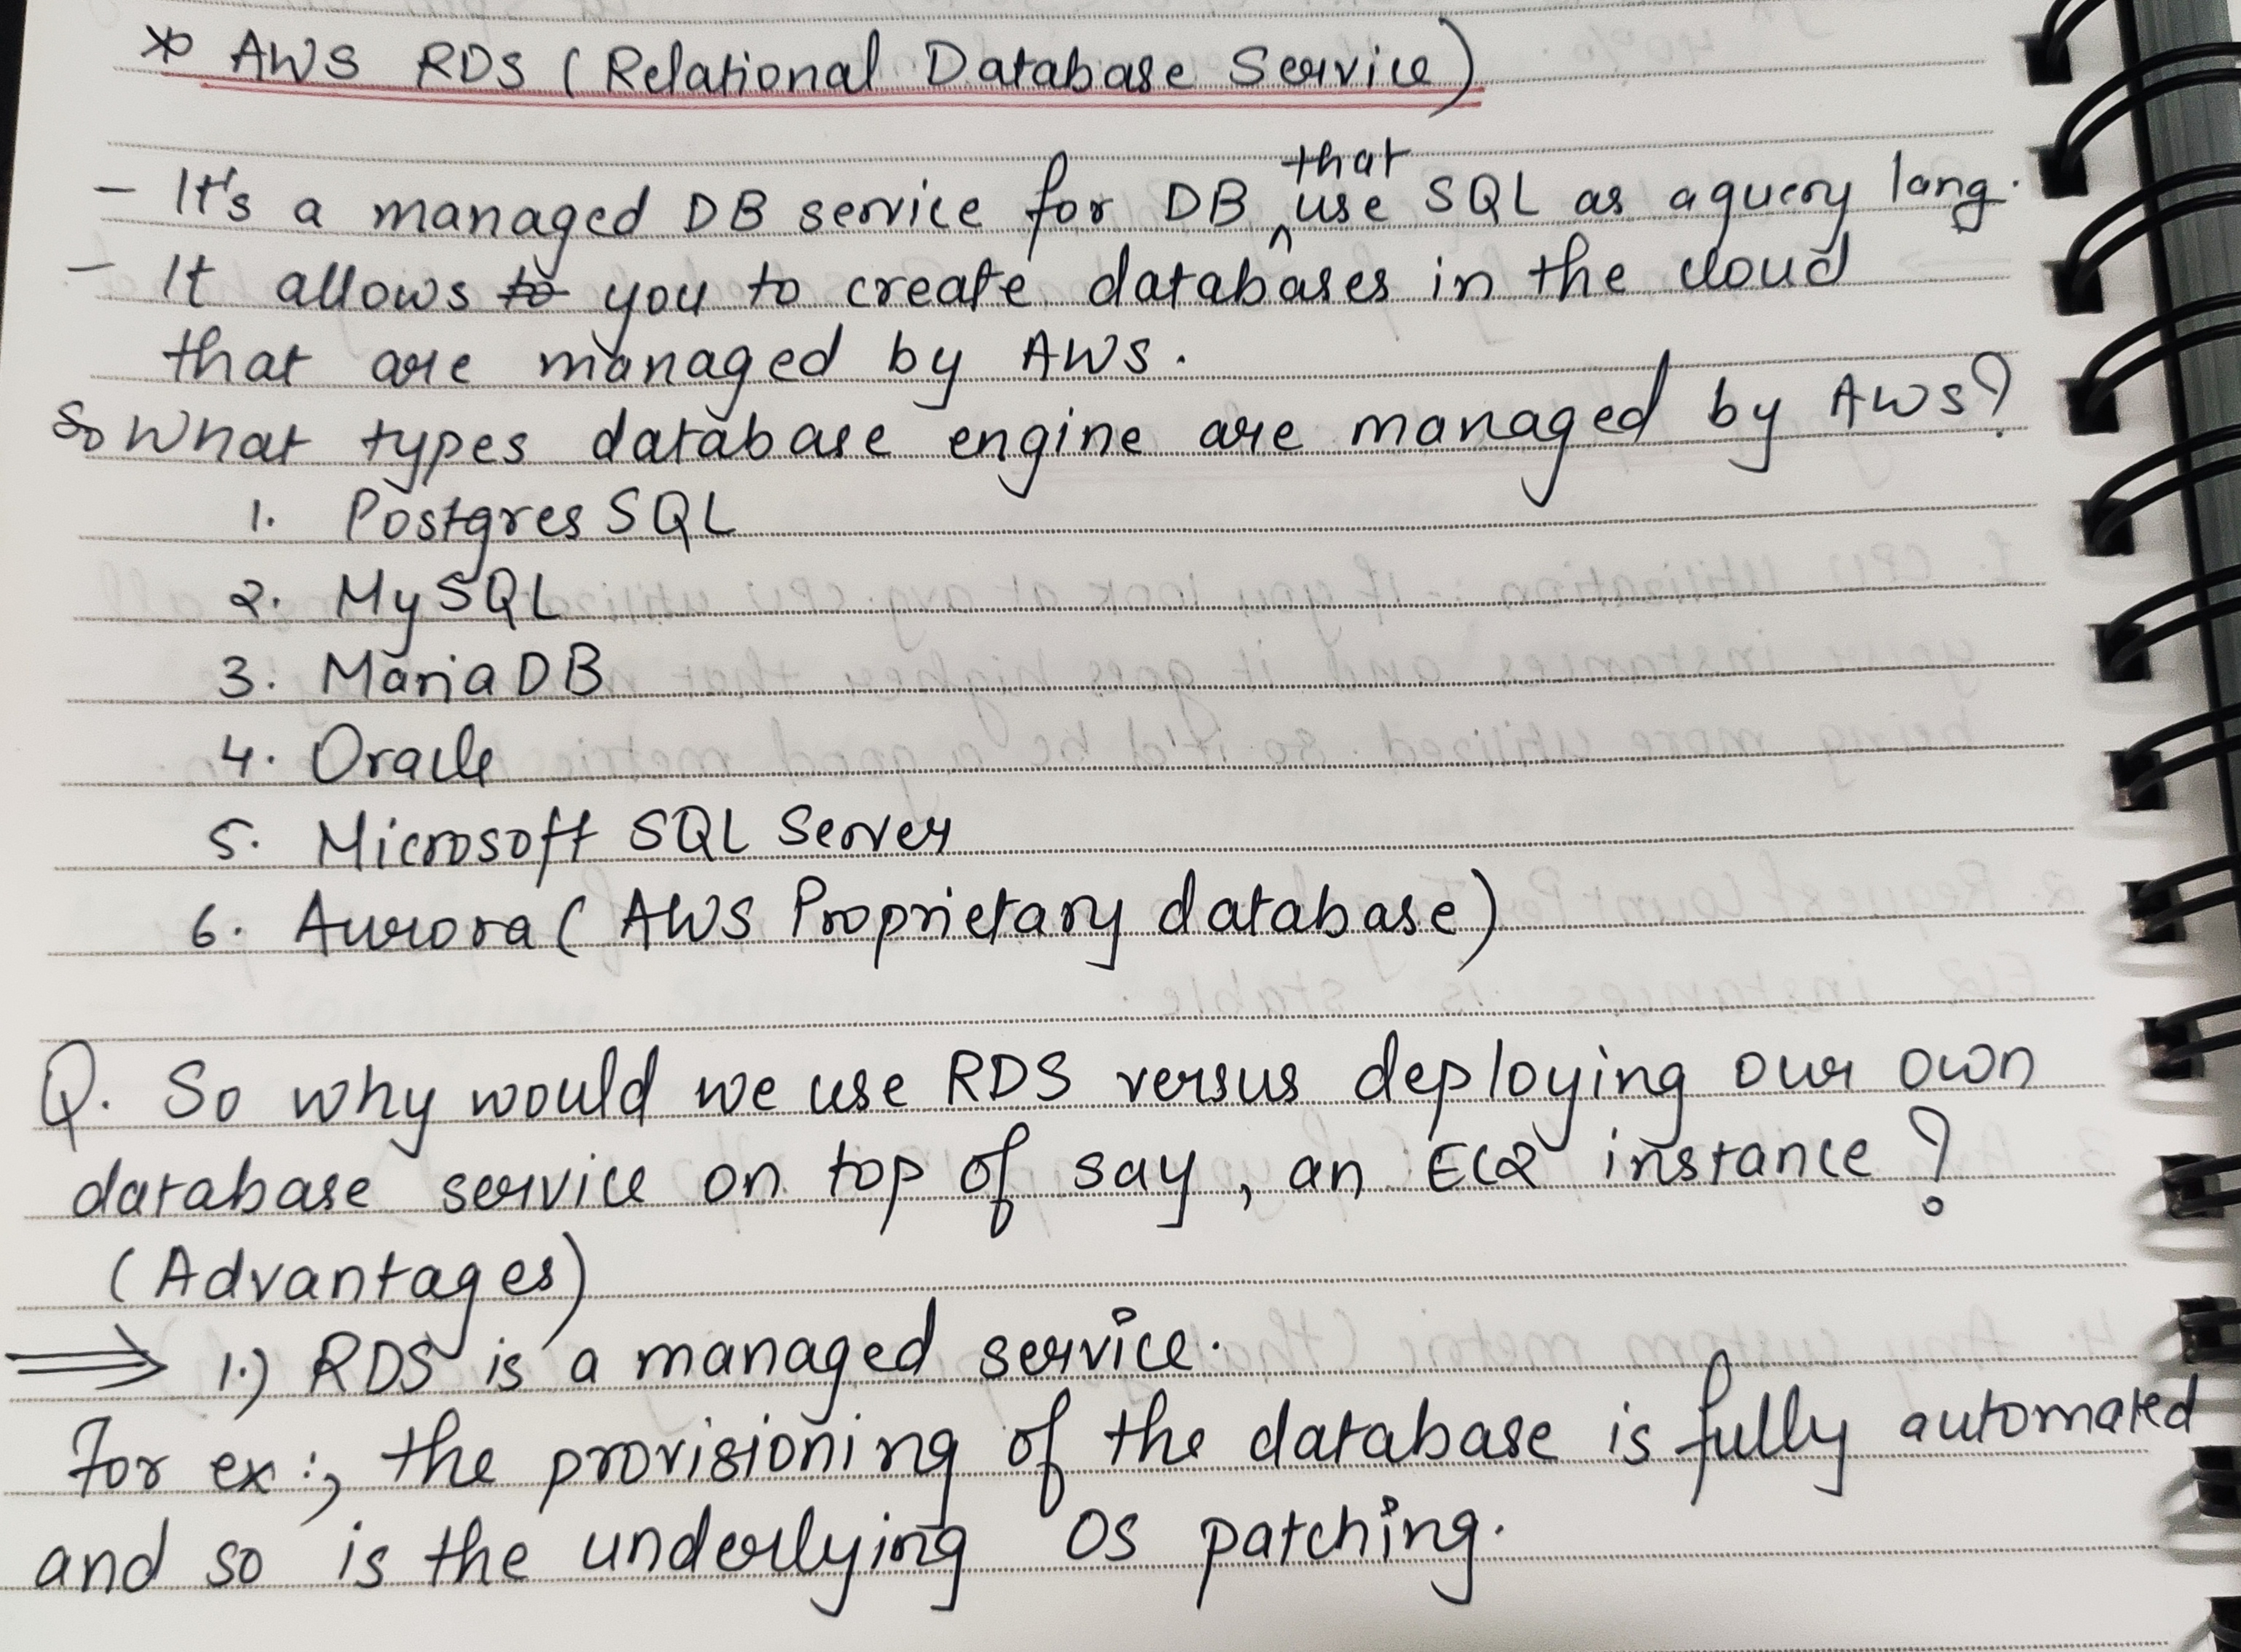 * AWS RDS (Relational Database Service)
- It's a managed DB service for DB that use SQL as a query lang.
- It allows to you to create databases in the cloud
that are managed by AWS.
So What types database engine are managed by AWS?
1. Postgres SQL
2. MySQL
3. MariaDB
4. Oracle
5. Microsoft SQL Server
6. Aurora (AWS Proprietary database)
Q. So why would we use RDS versus deploying our own
database service on top of say, an EC2 instance?
(Advantages)
⟹ 1.) RDS is a managed service.
For ex:, the provisioning of the database is fully automated
and so is the underlying OS patching.